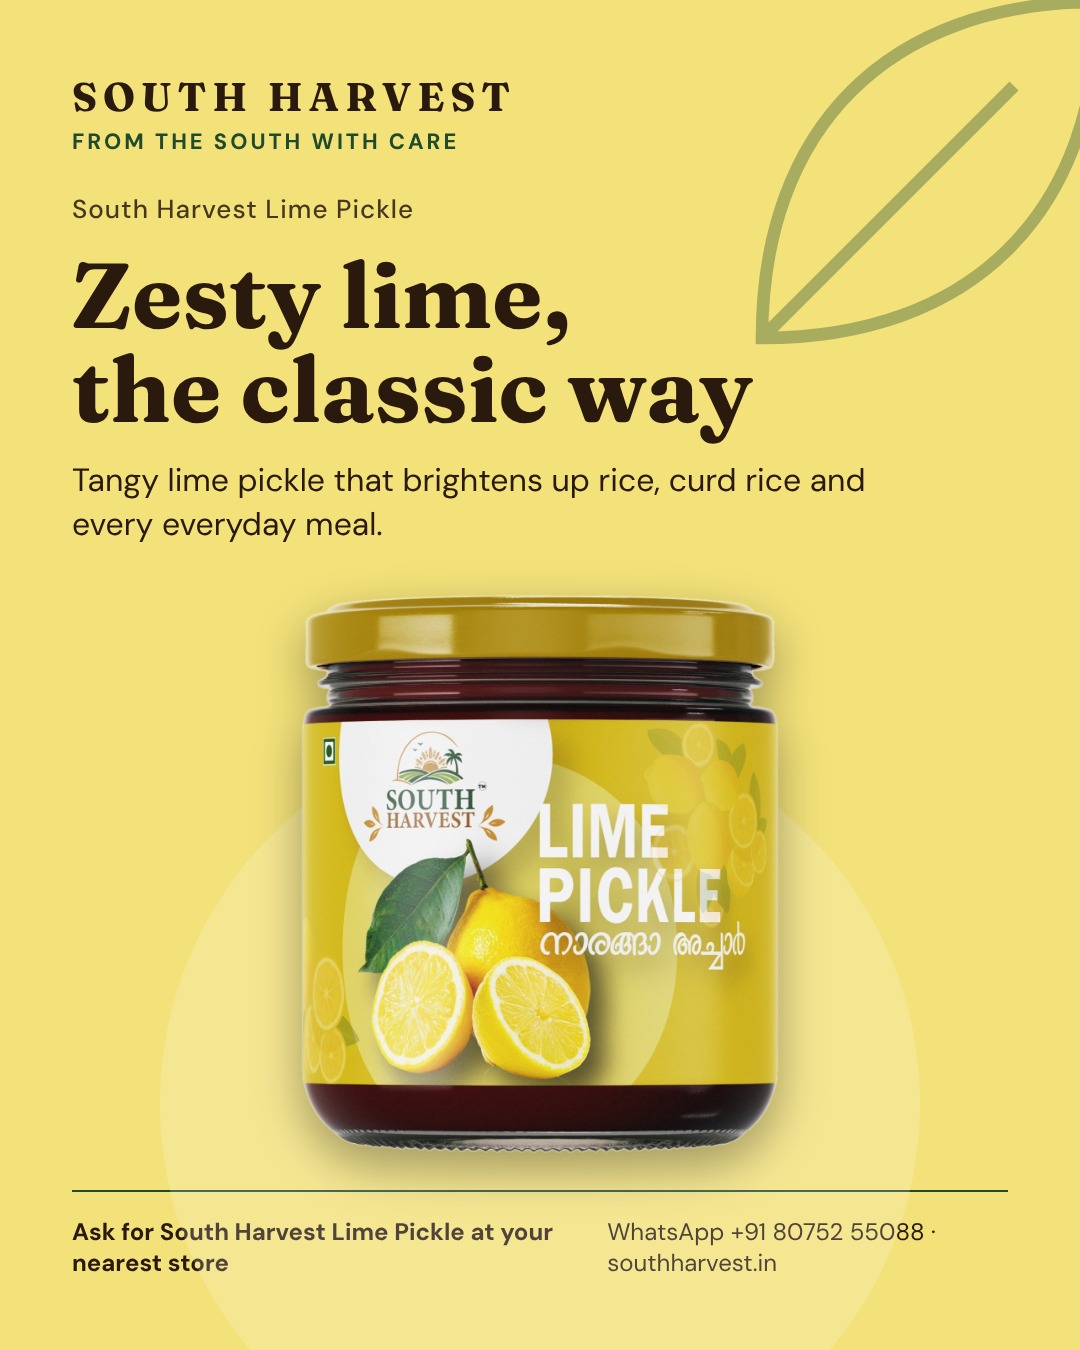 SOUTH HARVEST
FROM THE SOUTH WITH CARE
South Harvest Lime Pickle
Zesty lime,
the classic way
Tangy lime pickle that brightens up rice, curd rice and
every everyday meal.
SOUTH
HARVEST
TM
LIME
PICKLE
നാരങ്ങാ അച്ചാർ
Ask for South Harvest Lime Pickle at your
nearest store
WhatsApp +91 80752 55088 ·
southharvest.in